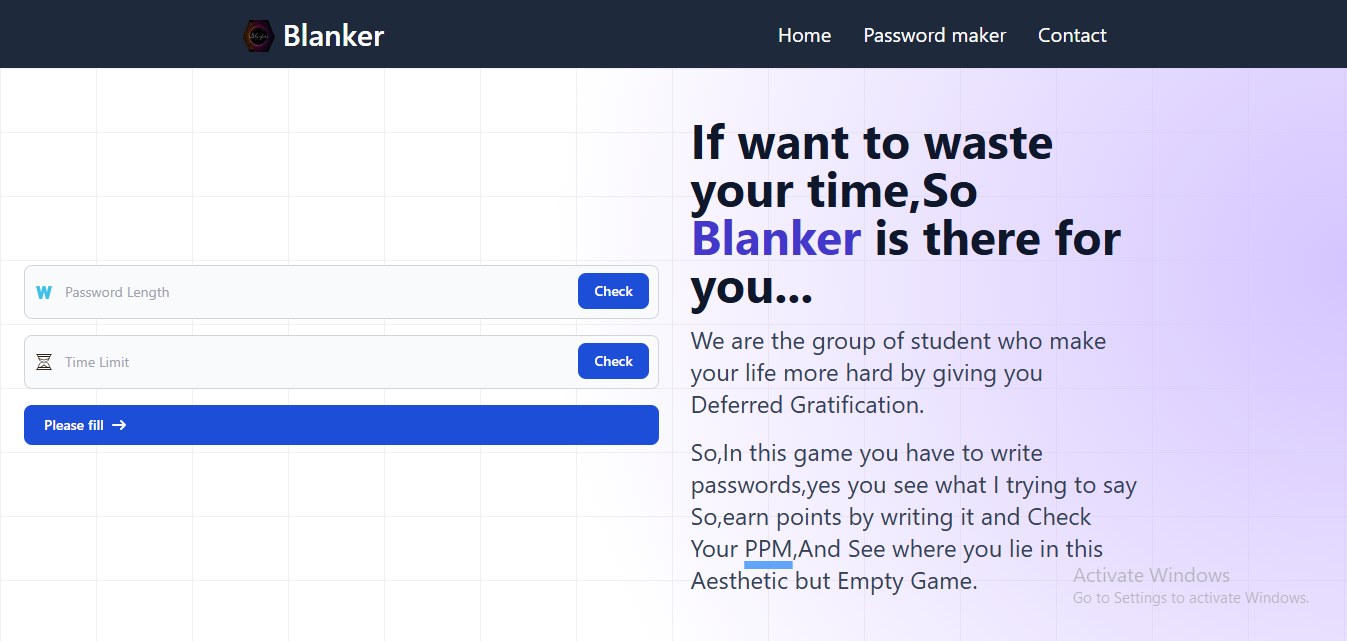 Blanker
Home
Password maker
Contact
If want to waste
your time,So
Blanker is there for
you...
W
Password Length
Check
Time Limit
Check
Please fill →
We are the group of student who make
your life more hard by giving you
Deferred Gratification.
So,In this game you have to write
passwords,yes you see what I trying to say
So,earn points by writing it and Check
Your PPM,And See where you lie in this
Aesthetic but Empty Game.
Activate Windows
Go to Settings to activate Windows.